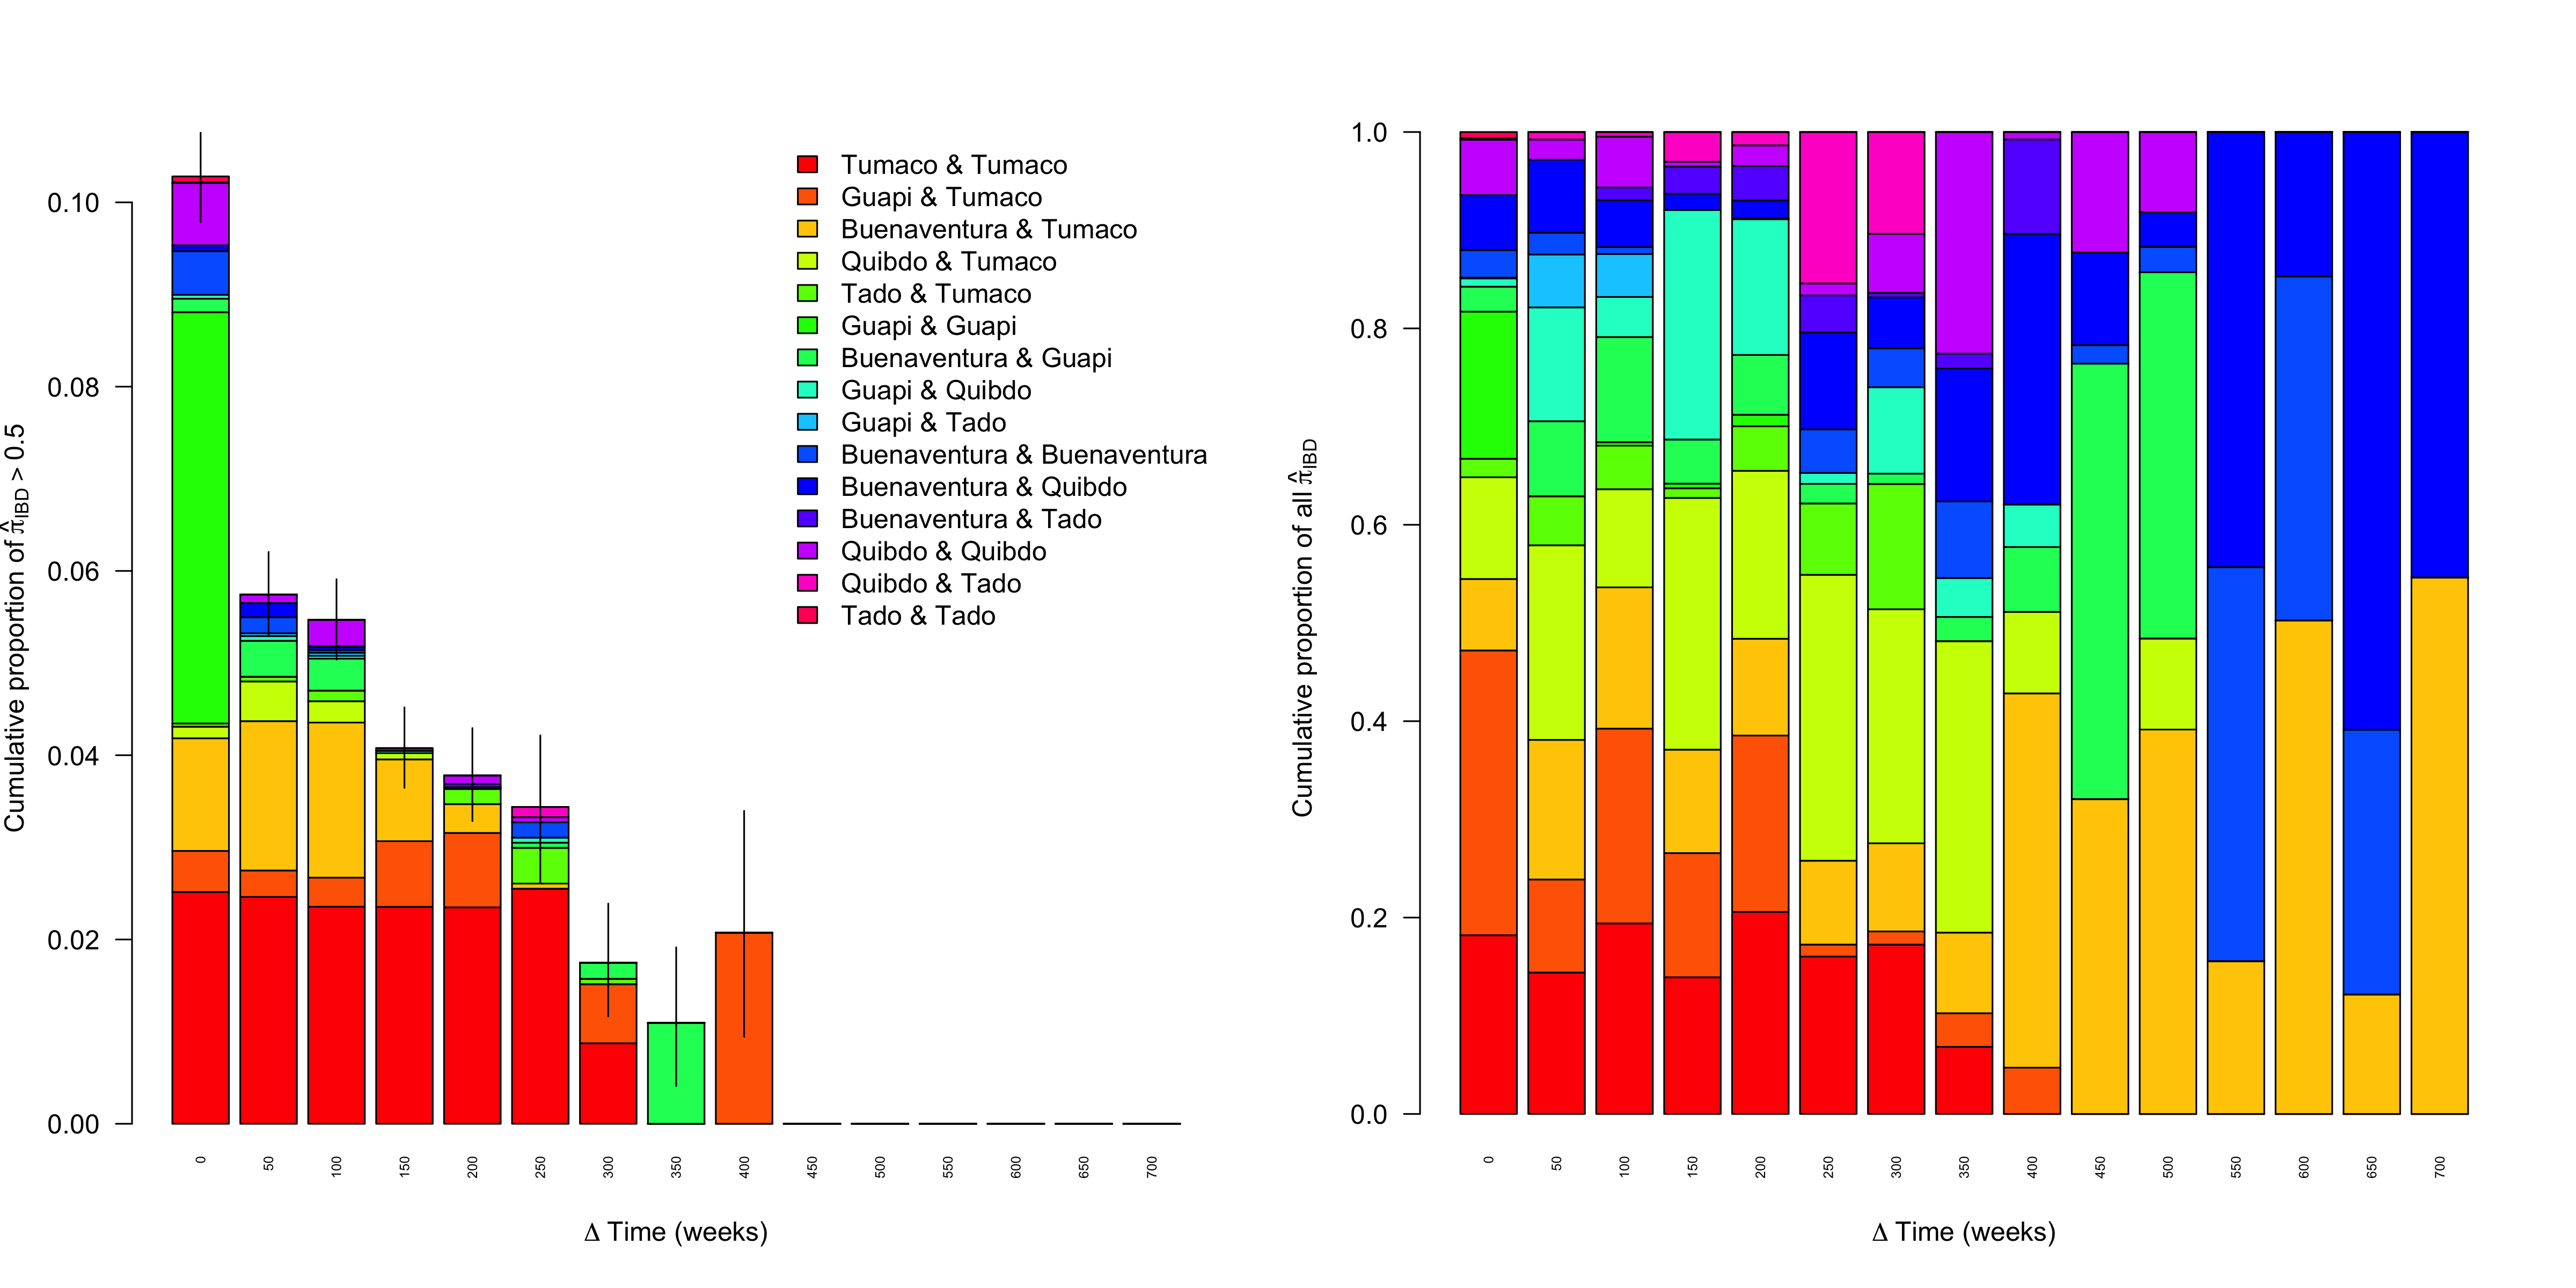 Cumulative proportion of π̂IBD > 0.5
0.10
0.08
0.06
0.04
0.02
0.00
Tumaco & Tumaco
Guapi & Tumaco
Buenaventura & Tumaco
Quibdo & Tumaco
Tado & Tumaco
Guapi & Guapi
Buenaventura & Guapi
Guapi & Quibdo
Guapi & Tado
Buenaventura & Buenaventura
Buenaventura & Quibdo
Buenaventura & Tado
Quibdo & Quibdo
Quibdo & Tado
Tado & Tado
0 50 100 150 200 250 300 350 400 450 500 550 600 650 700
Δ Time (weeks)
Cumulative proportion of all π̂IBD
1.0
0.8
0.6
0.4
0.2
0.0
0 50 100 150 200 250 300 350 400 450 500 550 600 650 700
Δ Time (weeks)